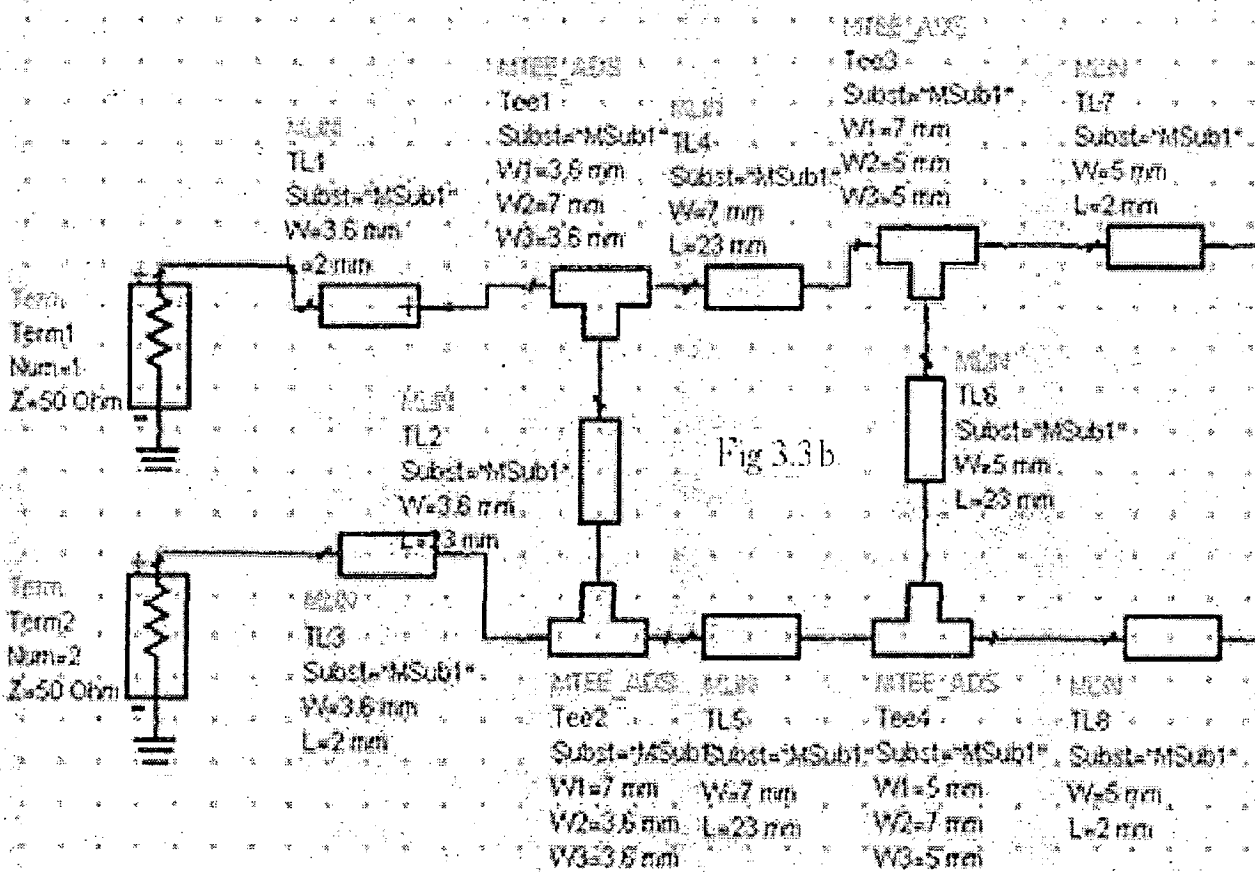 MTEE_ADS
Tee3
Subst="MSub1"
W1=7 mm
W2=5 mm
W3=5 mm
MTEE_ADS
Tee1
Subst="MSub1"
W1=3.6 mm
W2=7 mm
W3=3.6 mm
MLIN
TL7
Subst="MSub1"
W=5 mm
L=2 mm
MLIN
TL4
Subst="MSub1"
W=7 mm
L=23 mm
MLIN
TL1
Subst="MSub1"
W=3.6 mm
L=2 mm
Term
Term1
Num=1
Z=50 Ohm
MLIN
TL2
Subst="MSub1"
W=3.6 mm
L=23 mm
Fig 3.3b
MLIN
TL6
Subst="MSub1"
W=5 mm
L=23 mm
Term
Term2
Num=2
Z=50 Ohm
MLIN
TL3
Subst="MSub1"
W=3.6 mm
L=2 mm
MTEE_ADS
Tee2
Subst="MSub1"
W1=7 mm
W2=3.6 mm
W3=3.6 mm
MLIN
TL5
Subst="MSub1"
W=7 mm
L=23 mm
MTEE_ADS
Tee4
Subst="MSub1"
W1=5 mm
W2=7 mm
W3=5 mm
MLIN
TL8
Subst="MSub1"
W=5 mm
L=2 mm